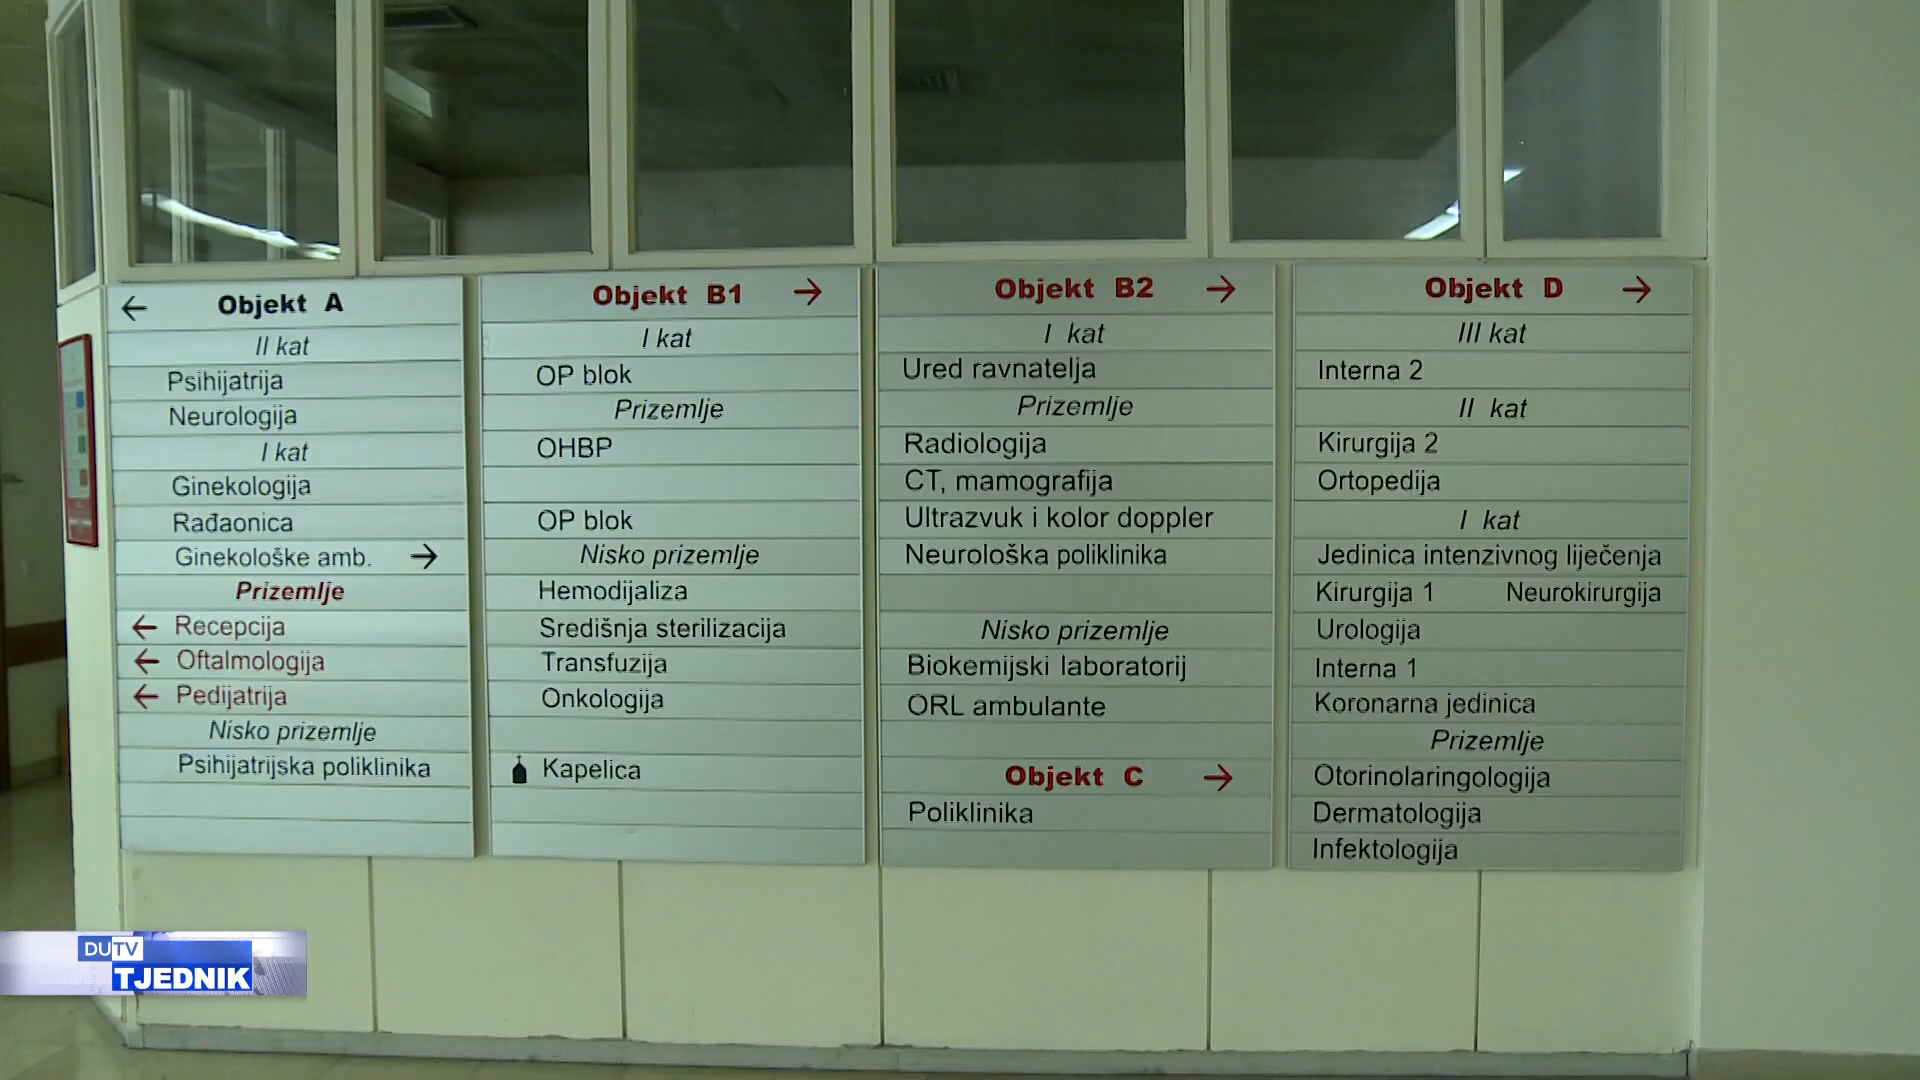 ← Objekt A
II kat
Psihijatrija
Neurologija
I kat
Ginekologija
Rađaonica
Ginekološke amb. →
Prizemlje
← Recepcija
← Oftalmologija
← Pedijatrija
Nisko prizemlje
Psihijatrijska poliklinika
Objekt B1 →
I kat
OP blok
Prizemlje
OHBP
OP blok
Nisko prizemlje
Hemodijaliza
Središnja sterilizacija
Transfuzija
Onkologija
Kapelica
Objekt B2 →
I kat
Ured ravnatelja
Prizemlje
Radiologija
CT, mamografija
Ultrazvuk i kolor doppler
Neurološka poliklinika
Nisko prizemlje
Biokemijski laboratorij
ORL ambulante
Objekt C →
Poliklinika
Objekt D →
III kat
Interna 2
II kat
Kirurgija 2
Ortopedija
I kat
Jedinica intenzivnog liječenja
Kirurgija 1 Neurokirurgija
Urologija
Interna 1
Koronarna jedinica
Prizemlje
Otorinolaringologija
Dermatologija
Infektologija
DUTV
TJEDNIK